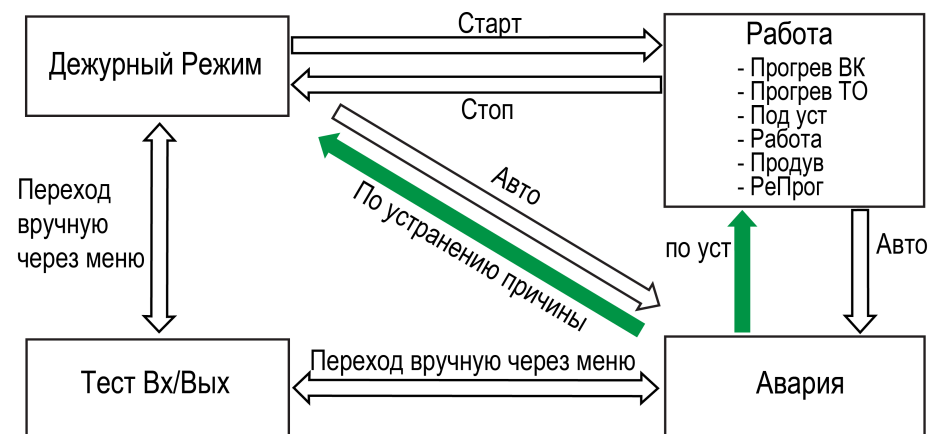 Старт
Дежурный Режим
Стоп
Работа
- Прогрев ВК
- Прогрев ТО
- Под уст
- Работа
- Продув
- РеПрог
Переход
вручную
через меню
Авто
По устранению причины
по уст
Авто
Тест Вх/Вых
Переход вручную через меню
Авария